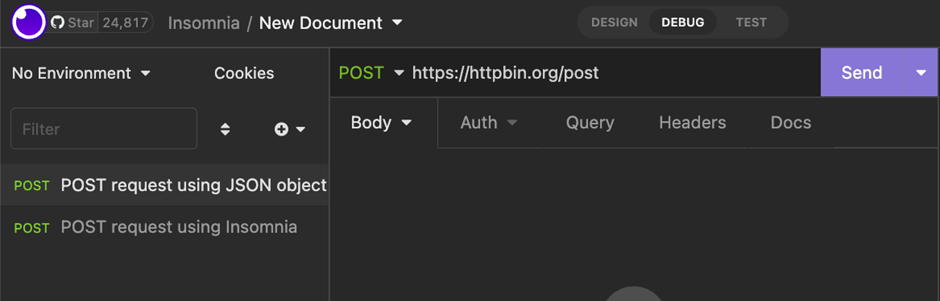 Star 24,817 Insomnia / New Document DESIGN DEBUG TEST
No Environment Cookies POST https://httpbin.org/post Send
Filter Body Auth Query Headers Docs
POST POST request using JSON object
POST POST request using Insomnia